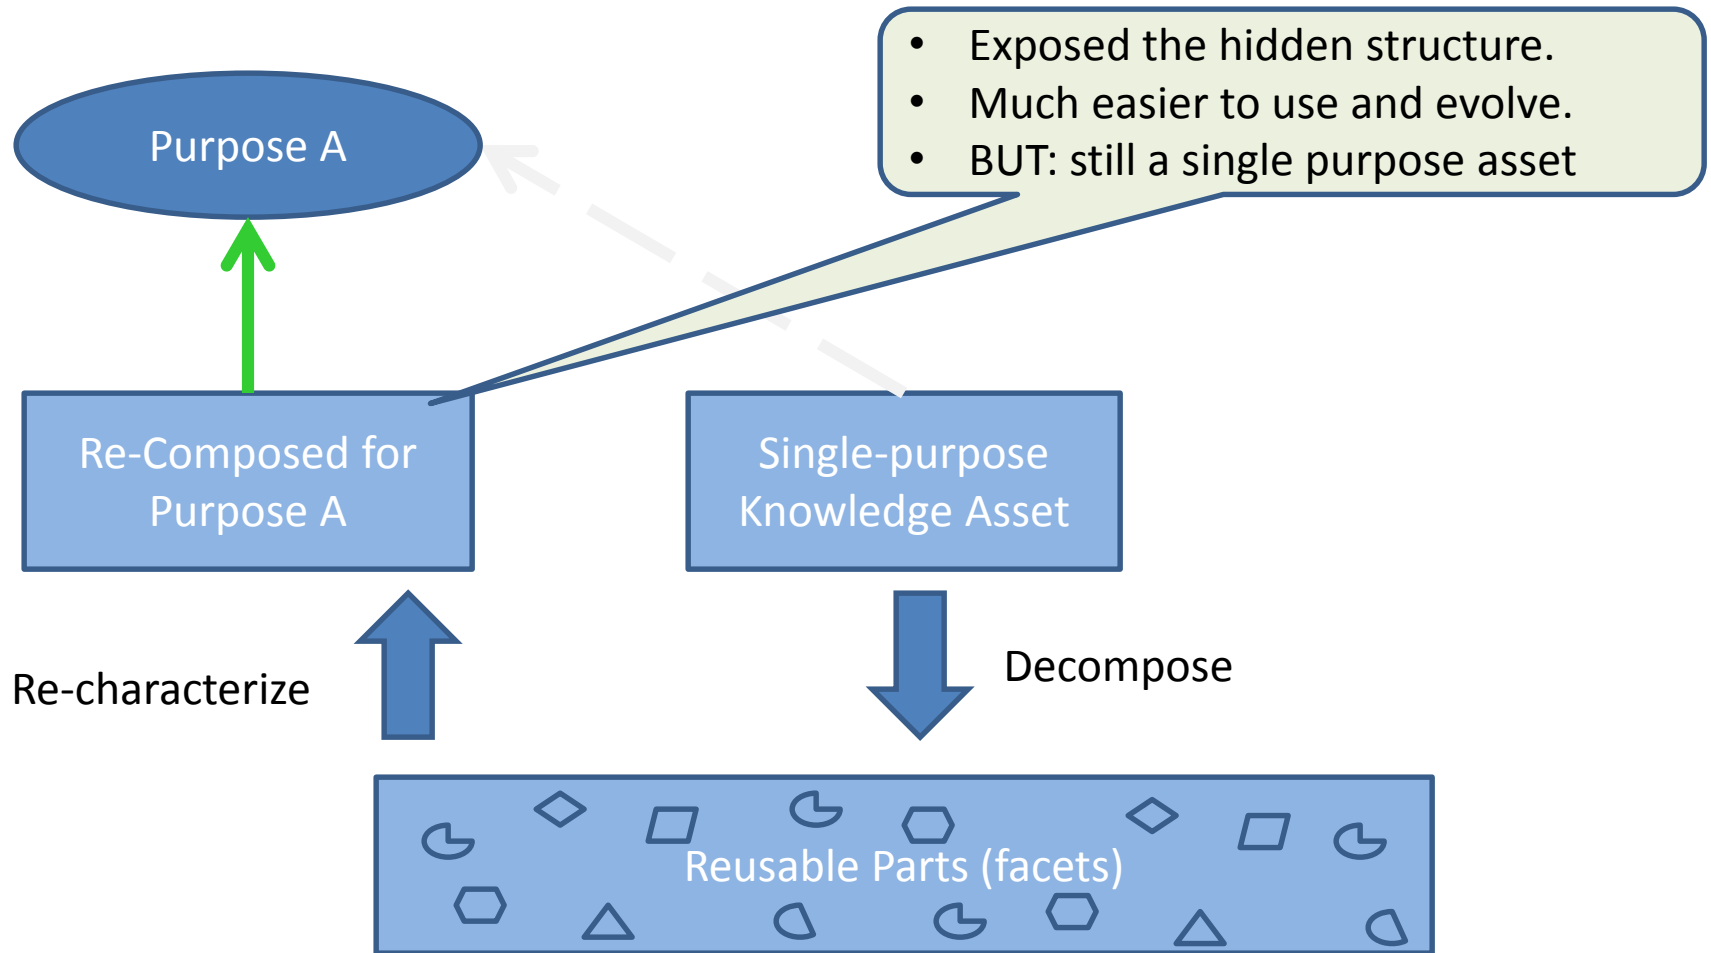 • Exposed the hidden structure.
• Much easier to use and evolve.
• BUT: still a single purpose asset
Purpose A
Re-Composed for
Purpose A
Single-purpose
Knowledge Asset
Re-characterize
Decompose
Reusable Parts (facets)